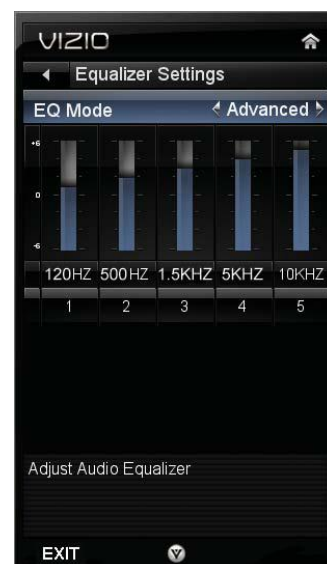 VIZIO
Equalizer Settings
EQ Mode Advanced
+6
0
-6
120HZ 500HZ 1.5KHZ 5KHZ 10KHZ
1 2 3 4 5
Adjust Audio Equalizer
EXIT V